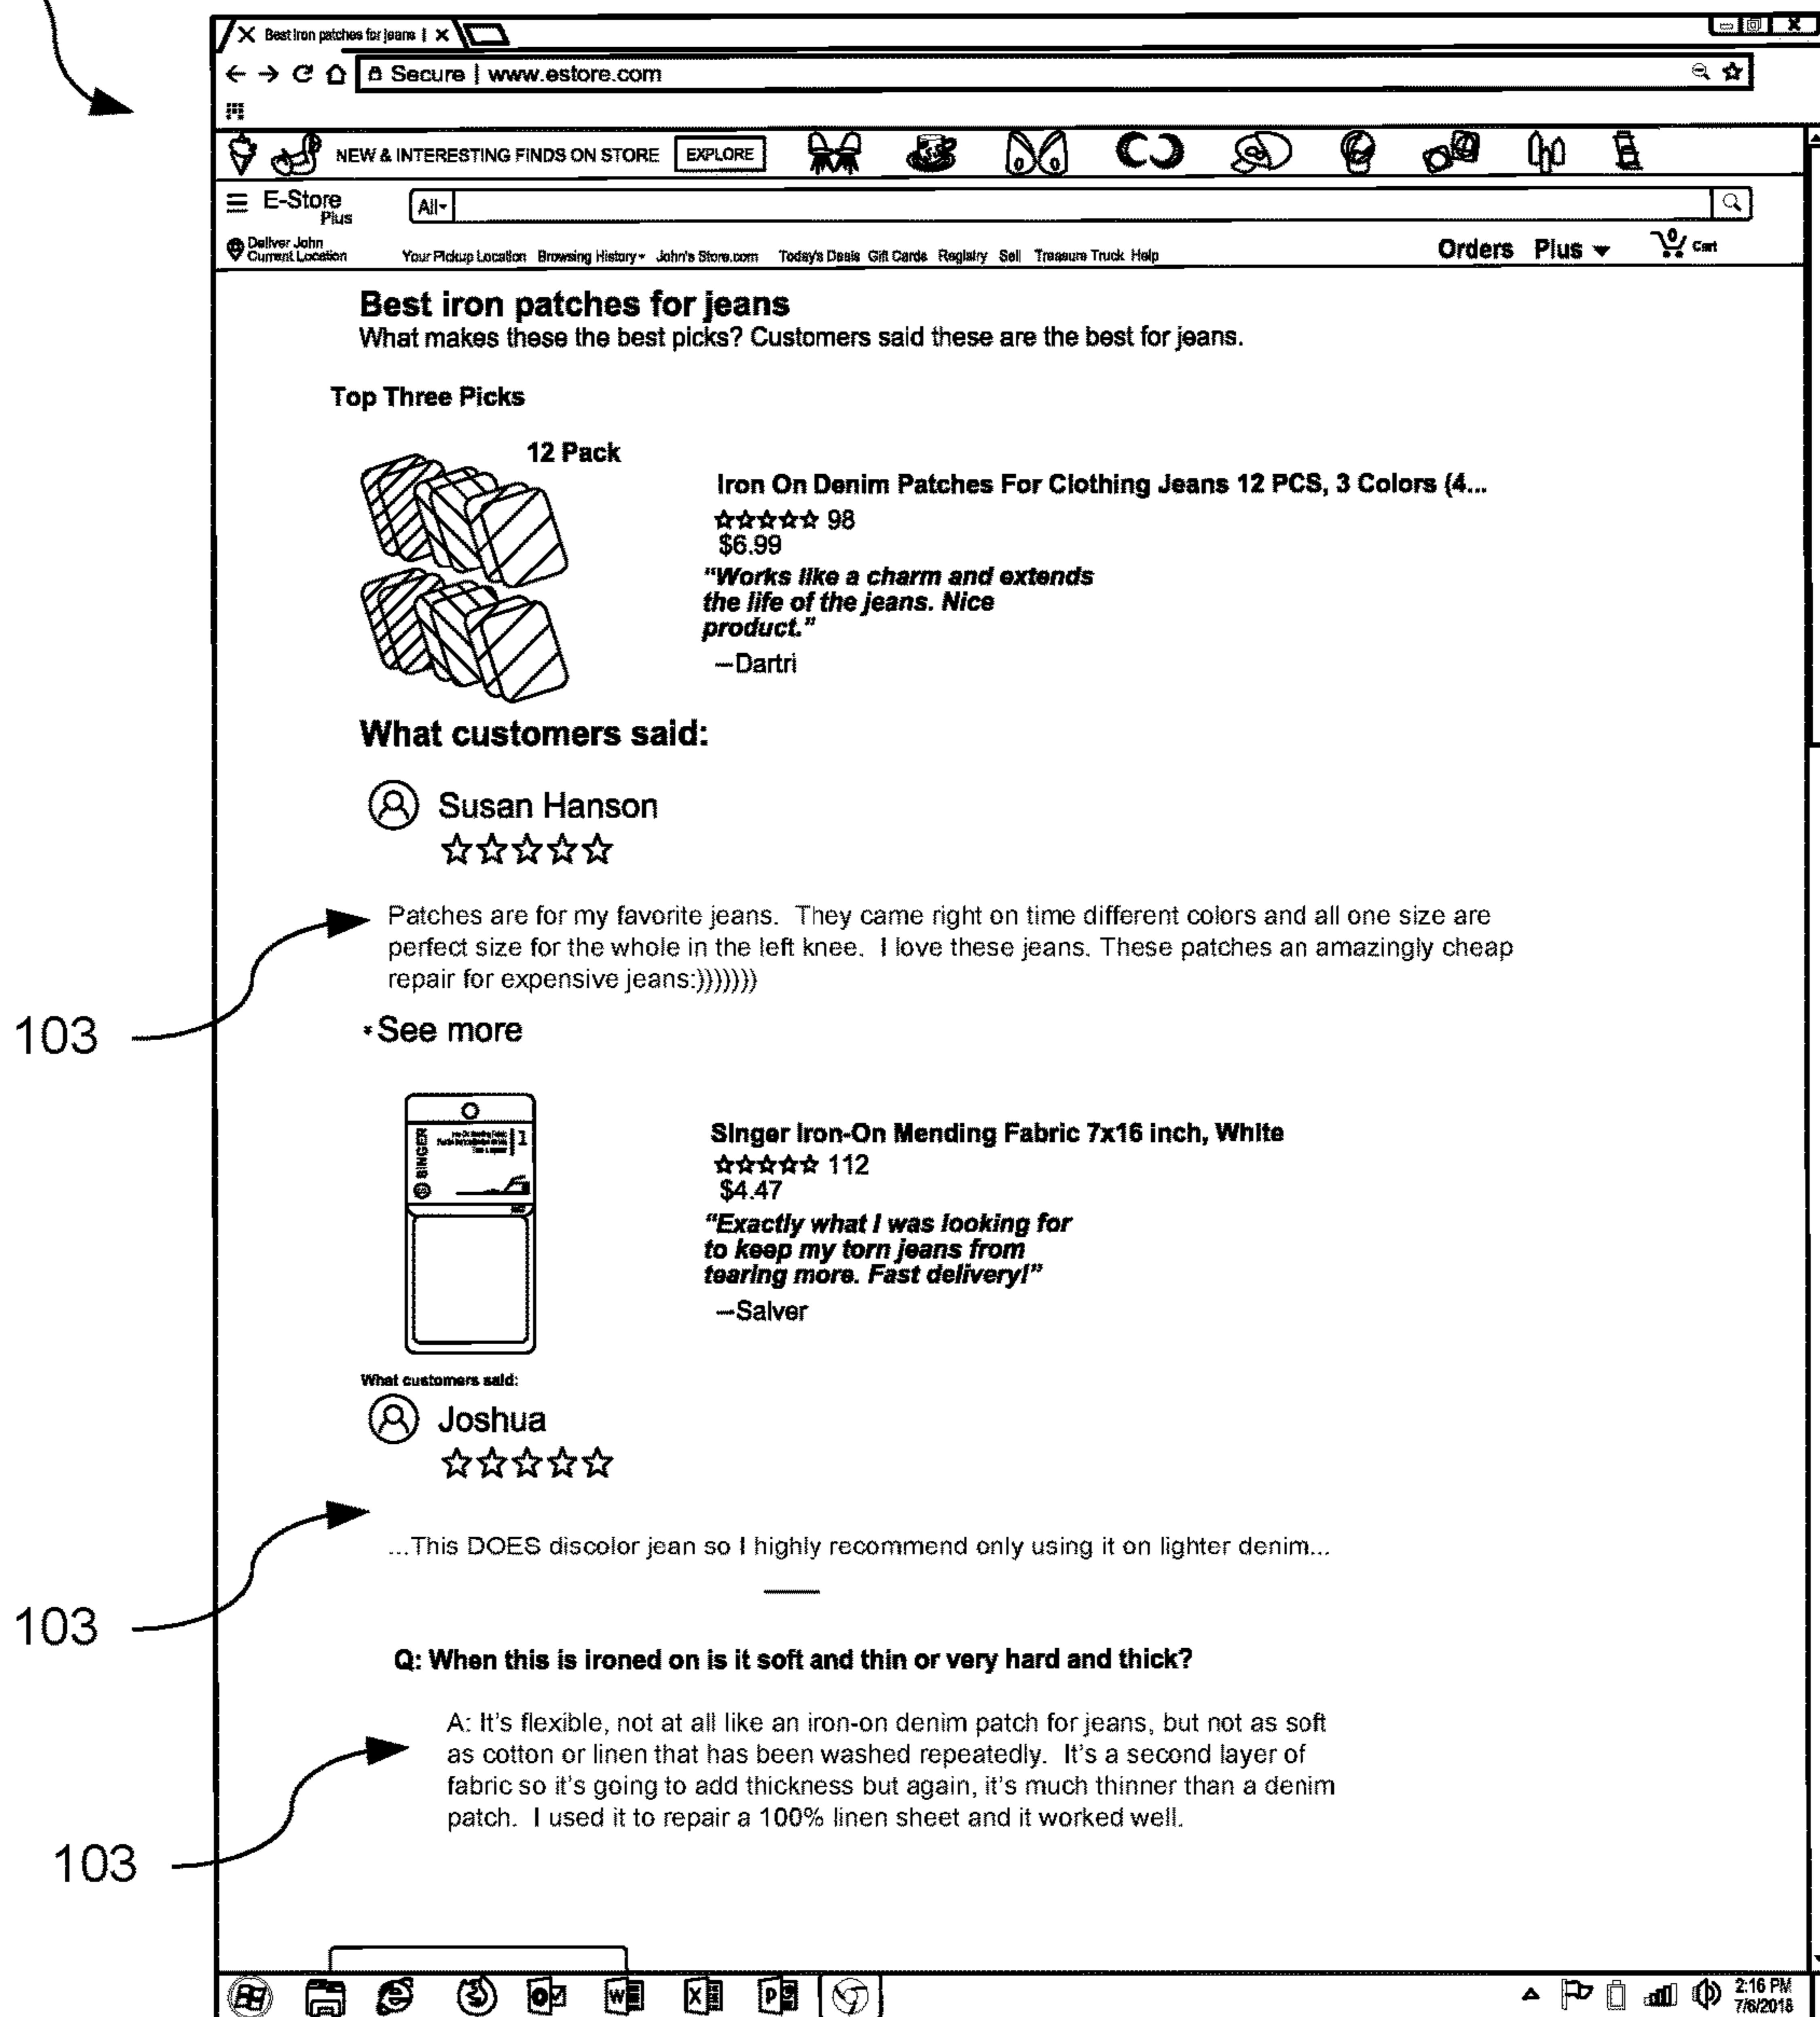 Best iron patches for jeans
Secure | www.estore.com
NEW & INTERESTING FINDS ON STORE EXPLORE
E-Store
Plus
All
Deliver John
Current Location
Your Pickup Location Browsing History John's Store.com Today's Deals Gift Cards Registry Sell Treasure Truck Help
Orders Plus 0 Cart
Best iron patches for jeans
What makes these the best picks? Customers said these are the best for jeans.
Top Three Picks
12 Pack
Iron On Denim Patches For Clothing Jeans 12 PCS, 3 Colors (4...
98
$6.99
"Works like a charm and extends
the life of the jeans. Nice
product."
—Dartri
What customers said:
Susan Hanson
Patches are for my favorite jeans. They came right on time different colors and all one size are
perfect size for the whole in the left knee. I love these jeans. These patches an amazingly cheap
repair for expensive jeans:)))))))
103
See more
SINGER
1
Singer Iron-On Mending Fabric 7x16 inch, White
112
$4.47
"Exactly what I was looking for
to keep my torn jeans from
tearing more. Fast delivery!"
—Salver
What customers said:
Joshua
...This DOES discolor jean so I highly recommend only using it on lighter denim...
103
Q: When this is ironed on is it soft and thin or very hard and thick?
A: It's flexible, not at all like an iron-on denim patch for jeans, but not as soft
as cotton or linen that has been washed repeatedly. It's a second layer of
fabric so it's going to add thickness but again, it's much thinner than a denim
patch. I used it to repair a 100% linen sheet and it worked well.
103
2:16 PM
7/6/2018